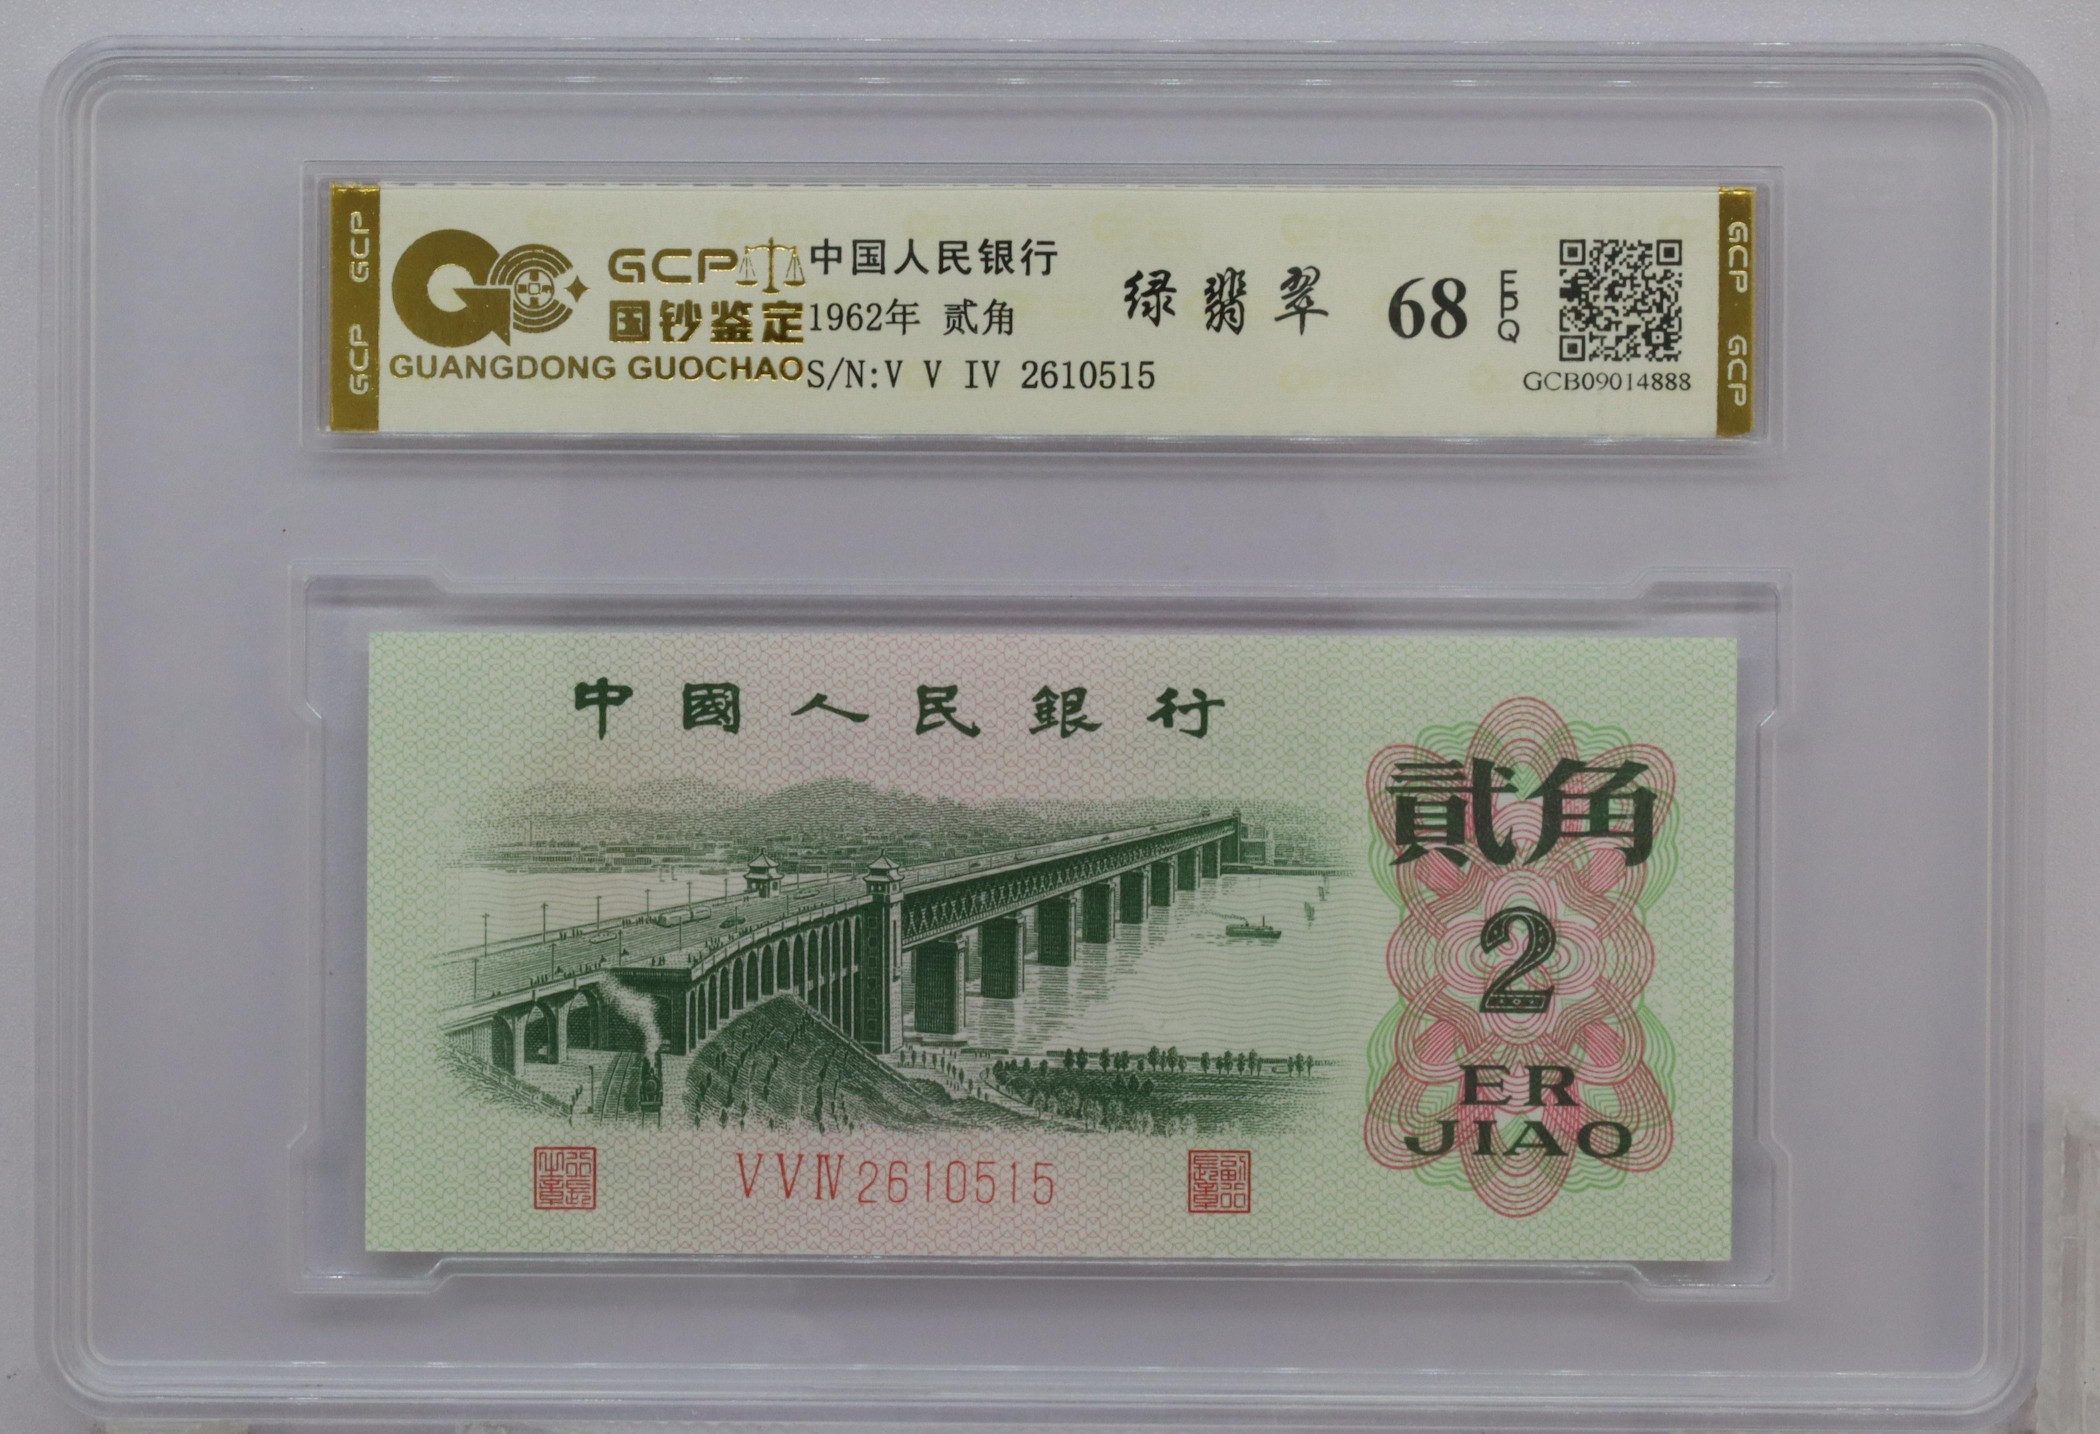 GCP
GCP
GCP
国钞鉴定
GUANGDONG GUOCHAO
中国人民银行
1962年 贰角
S/N:V V IV 2610515
绿翡翠
68
EPQ
GCB09014888
GCP
GCP
中國人民銀行
貳角
2
ER
JIAO
VVIV2610515